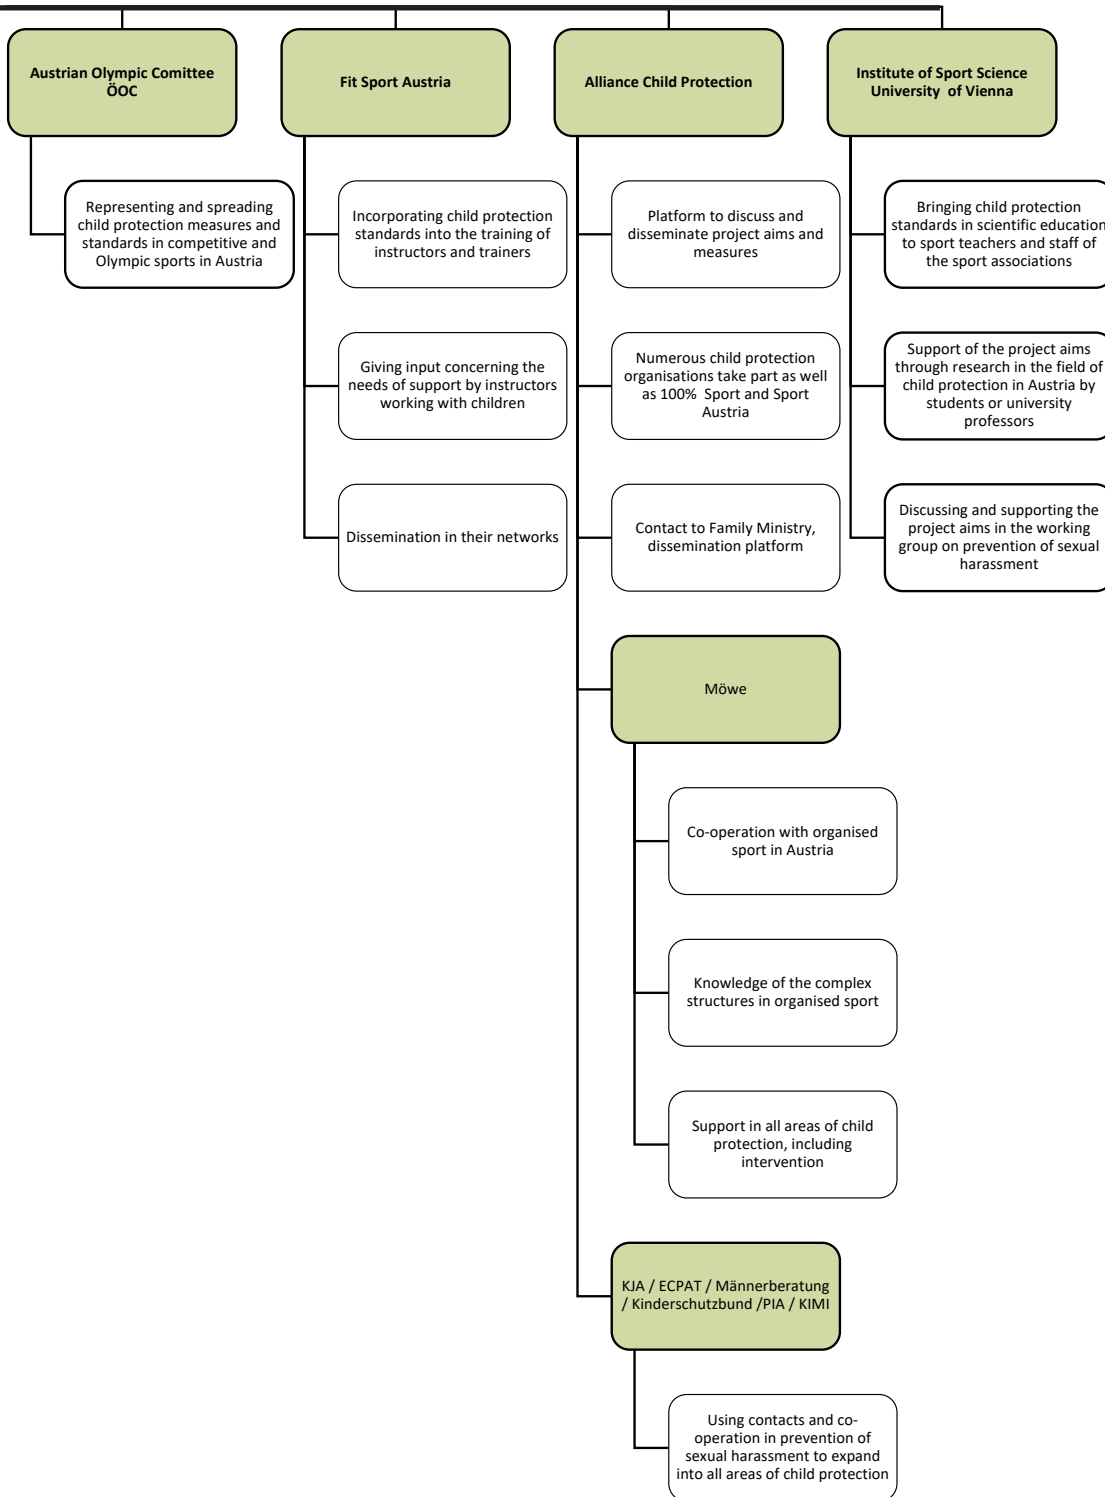 Austrian Olympic Comittee
ÖOC
Representing and spreading
child protection measures and
standards in competitive and
Olympic sports in Austria
Fit Sport Austria
Incorporating child protection
standards into the training of
instructors and trainers
Giving input concerning the
needs of support by instructors
working with children
Dissemination in their networks
Alliance Child Protection
Platform to discuss and
disseminate project aims and
measures
Numerous child protection
organisations take part as well
as 100% Sport and Sport
Austria
Contact to Family Ministry,
dissemination platform
Möwe
Co-operation with organised
sport in Austria
Knowledge of the complex
structures in organised sport
Support in all areas of child
protection, including
intervention
KJA / ECPAT / Männerberatung
/ Kinderschutzbund /PIA / KIMI
Using contacts and co-
operation in prevention of
sexual harassment to expand
into all areas of child protection
Institute of Sport Science
University of Vienna
Bringing child protection
standards in scientific education
to sport teachers and staff of
the sport associations
Support of the project aims
through research in the field of
child protection in Austria by
students or university
professors
Discussing and supporting the
project aims in the working
group on prevention of sexual
harassment